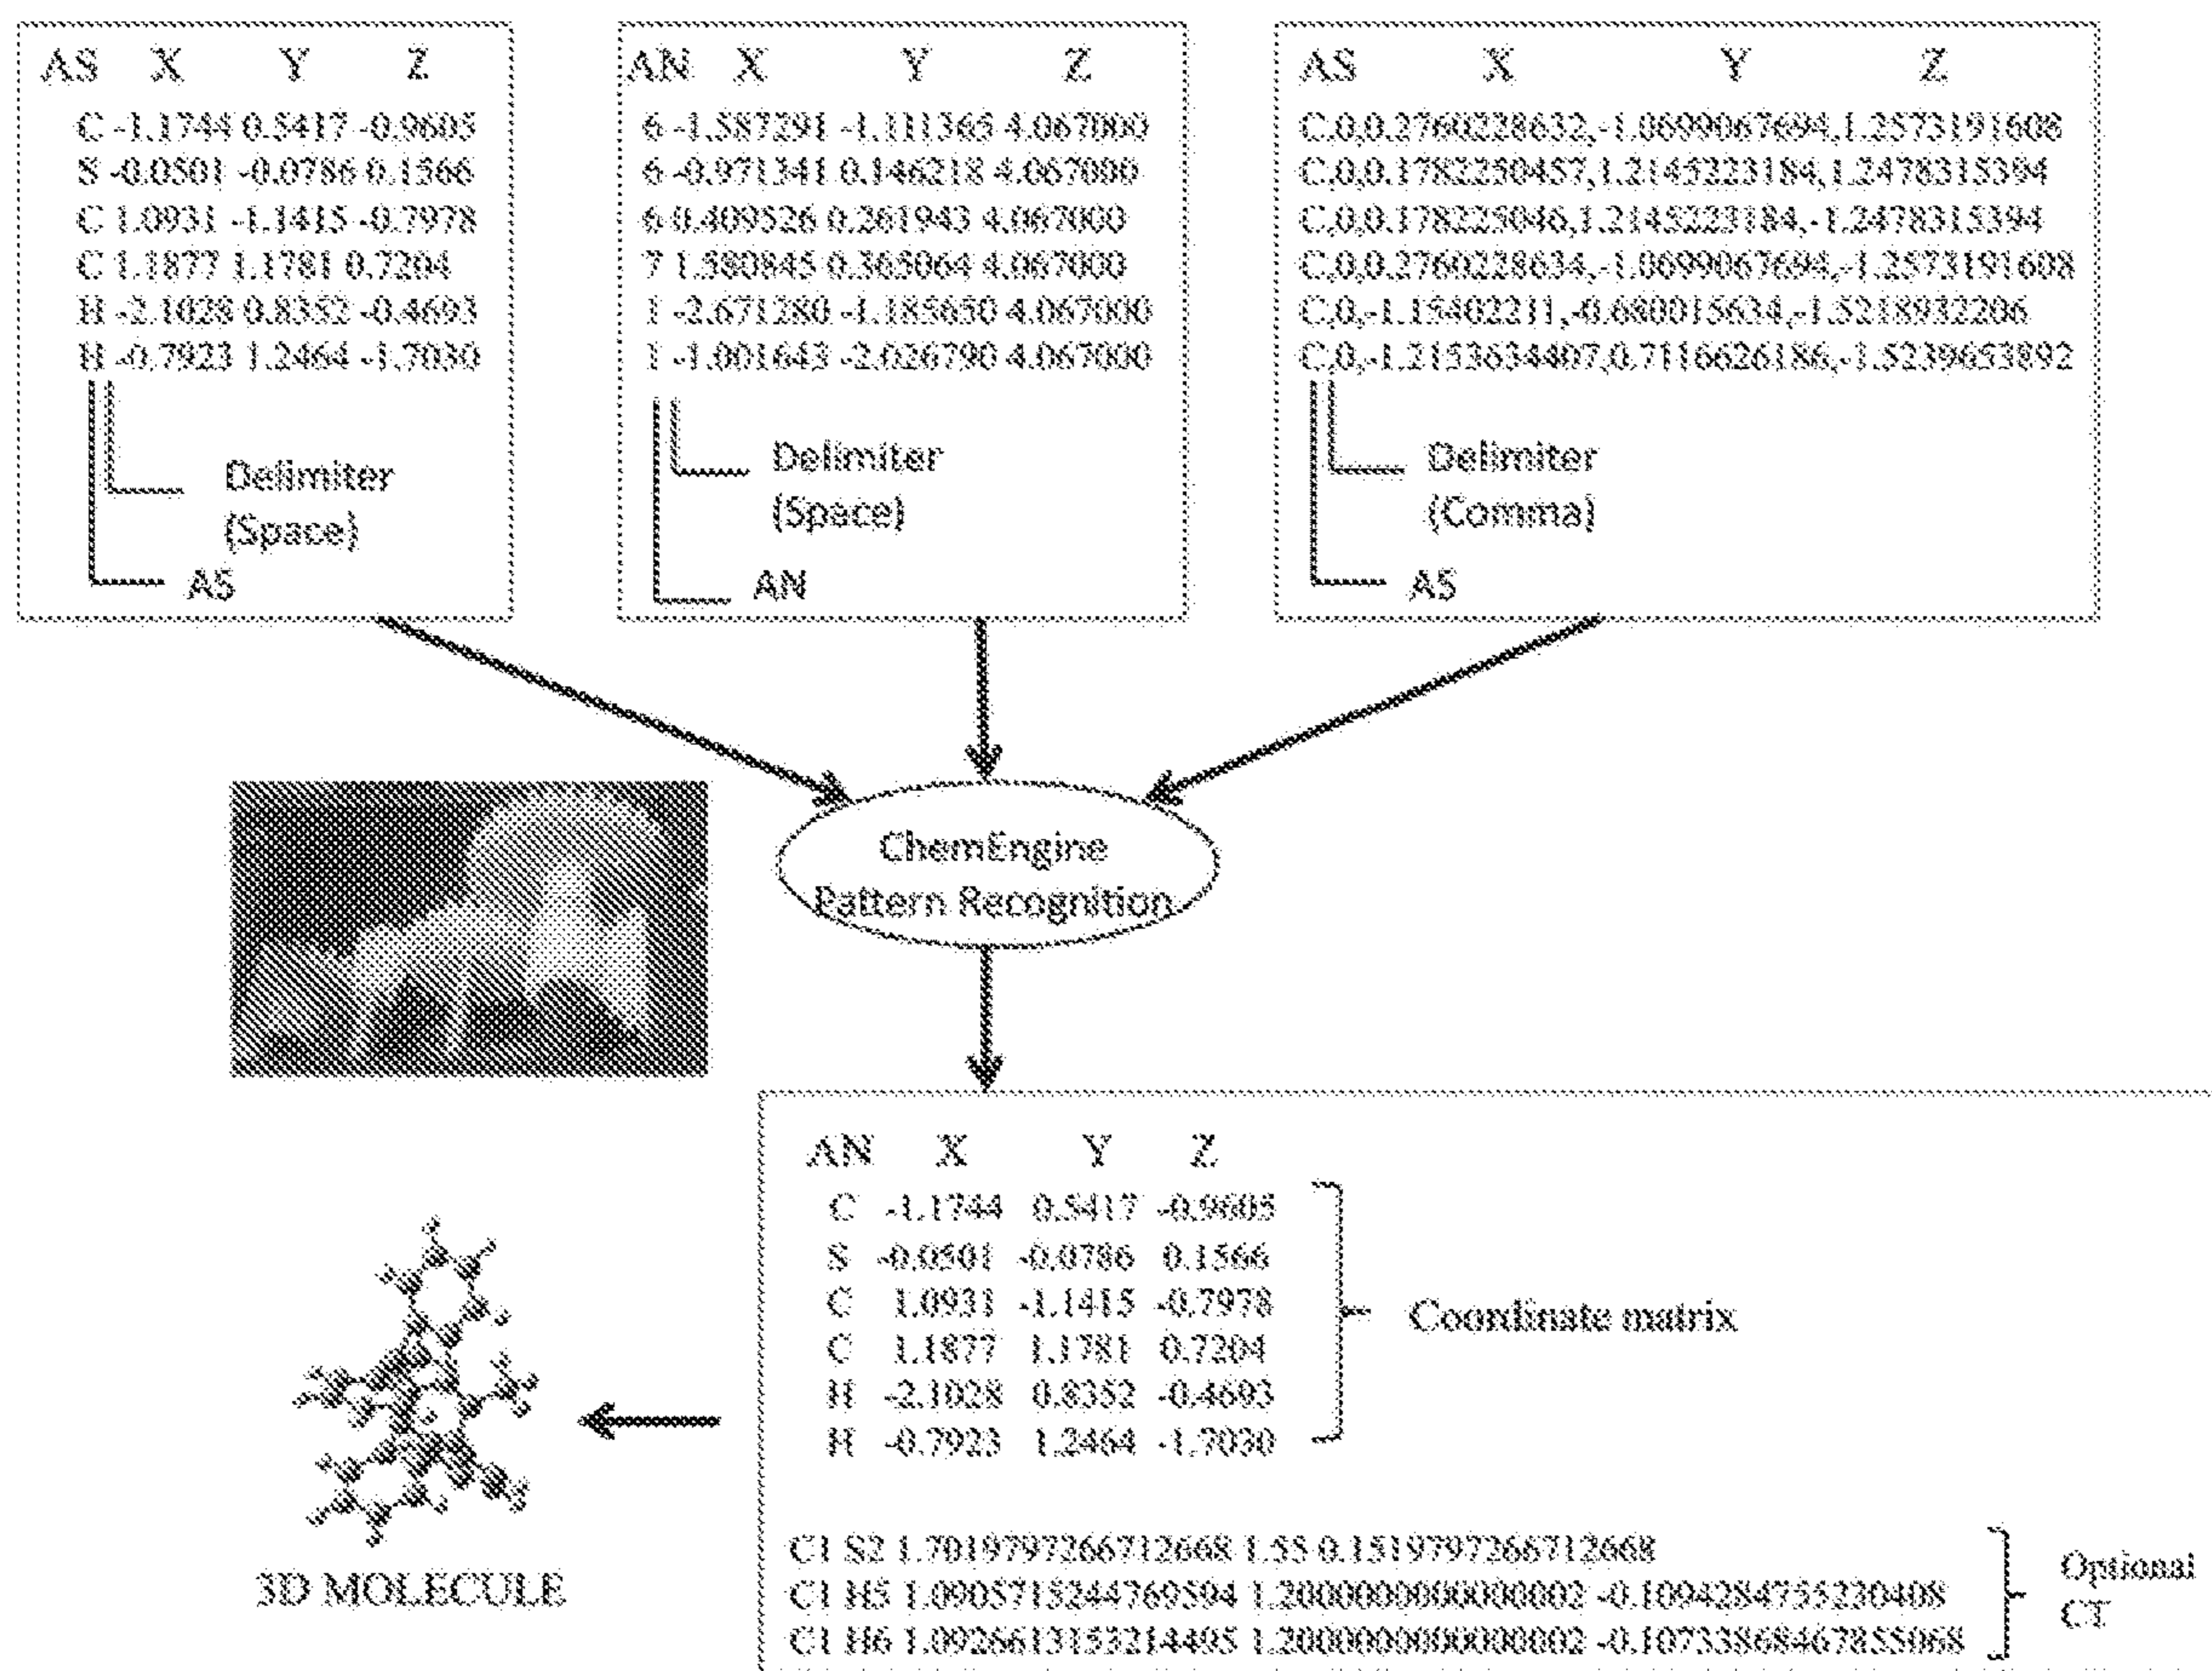 AS X Y Z
C -1.1744 0.5417 -0.9605
S -0.0501 -0.0786 0.1566
C 1.0931 -1.1415 -0.7978
C 1.1877 1.1781 0.7204
H -2.1028 0.8352 -0.4693
H -0.7923 1.2464 -1.7030
Delimiter
(Space)
AS
AN X Y Z
6 -1.587291 -1.111365 4.067000
6 -0.971341 0.146218 4.067000
6 0.409526 0.261943 4.067000
7 1.580845 0.365064 4.067000
1 -2.671280 -1.185650 4.067000
1 -1.001643 -2.026790 4.067000
Delimiter
(Space)
AN
AS X Y Z
C,0,0.2760228632,-1.0699067694,1.2573191608
C,0,0.1782250457,1.2145223184,1.2478315394
C,0,0.178225046,1.2145223184,-1.2478315394
C,0,0.2760228634,-1.0699067694,-1.2573191608
C,0,-1.15402211,-0.680015634,-1.5218932206
C,0,-1.2153634407,0.7116626186,-1.5239653892
Delimiter
(Comma)
AS
ChemEngine
Pattern Recognition
AN X Y Z
C -1.1744 0.5417 -0.9605
S -0.0501 -0.0786 0.1566
C 1.0931 -1.1415 -0.7978
C 1.1877 1.1781 0.7204
H -2.1028 0.8352 -0.4693
H -0.7923 1.2464 -1.7030
Coordinate matrix
3D MOLECULE
C1 S2 1.7019797266712668 1.55 0.1519797266712668
C1 H5 1.0905715244769594 1.2000000000000002 -0.1094284755230408
C1 H6 1.0926613153214495 1.2000000000000002 -0.10733868467855068
Optional
CT